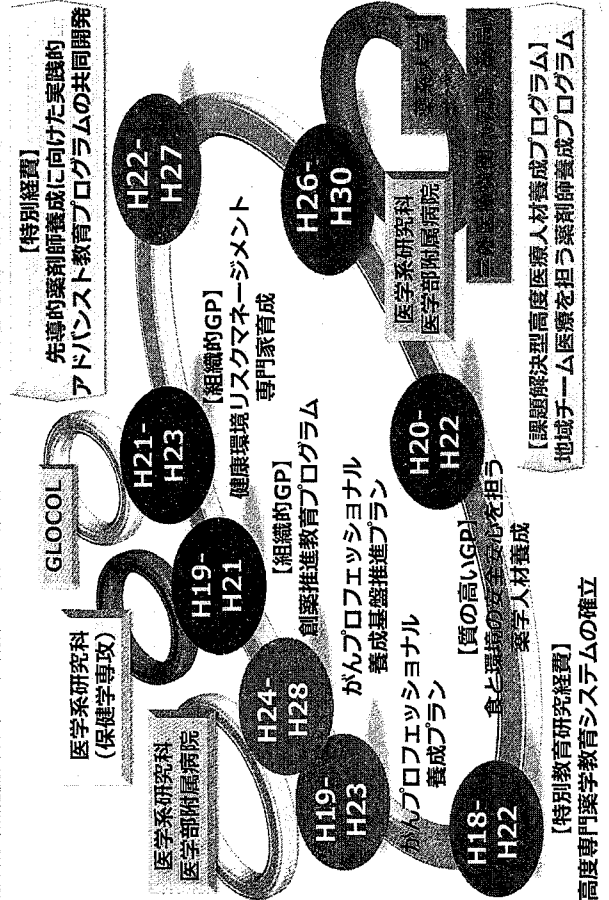 GLOCOL
医学系研究科
（保健学専攻）
医学系研究科
医学部附属病院
【特別経費】
先導的薬剤師養成に向けた実践的
アドバンスト教育プログラムの共同開発
H22-
H27
H21-
H23
H19-
H21
【組織的GP】
健康環境リスクマネージメント
専門家育成
H24-
H28
【組織的GP】
創薬推進教育プログラム
H26-
H30
H19-
H23
がんプロフェッショナル
養成基盤推進プラン
医学系研究科
医学部附属病院
がんプロフェッショナル
養成プラン
H20-
H22
H18-
H22
【質の高いGP】
食と環境の安全安心を担う
薬学人材養成
【課題解決型高度医療人材養成プログラム】
地域チーム医療を担う薬剤師養成プログラム
【特別教育研究経費】
高度専門薬学教育システムの確立